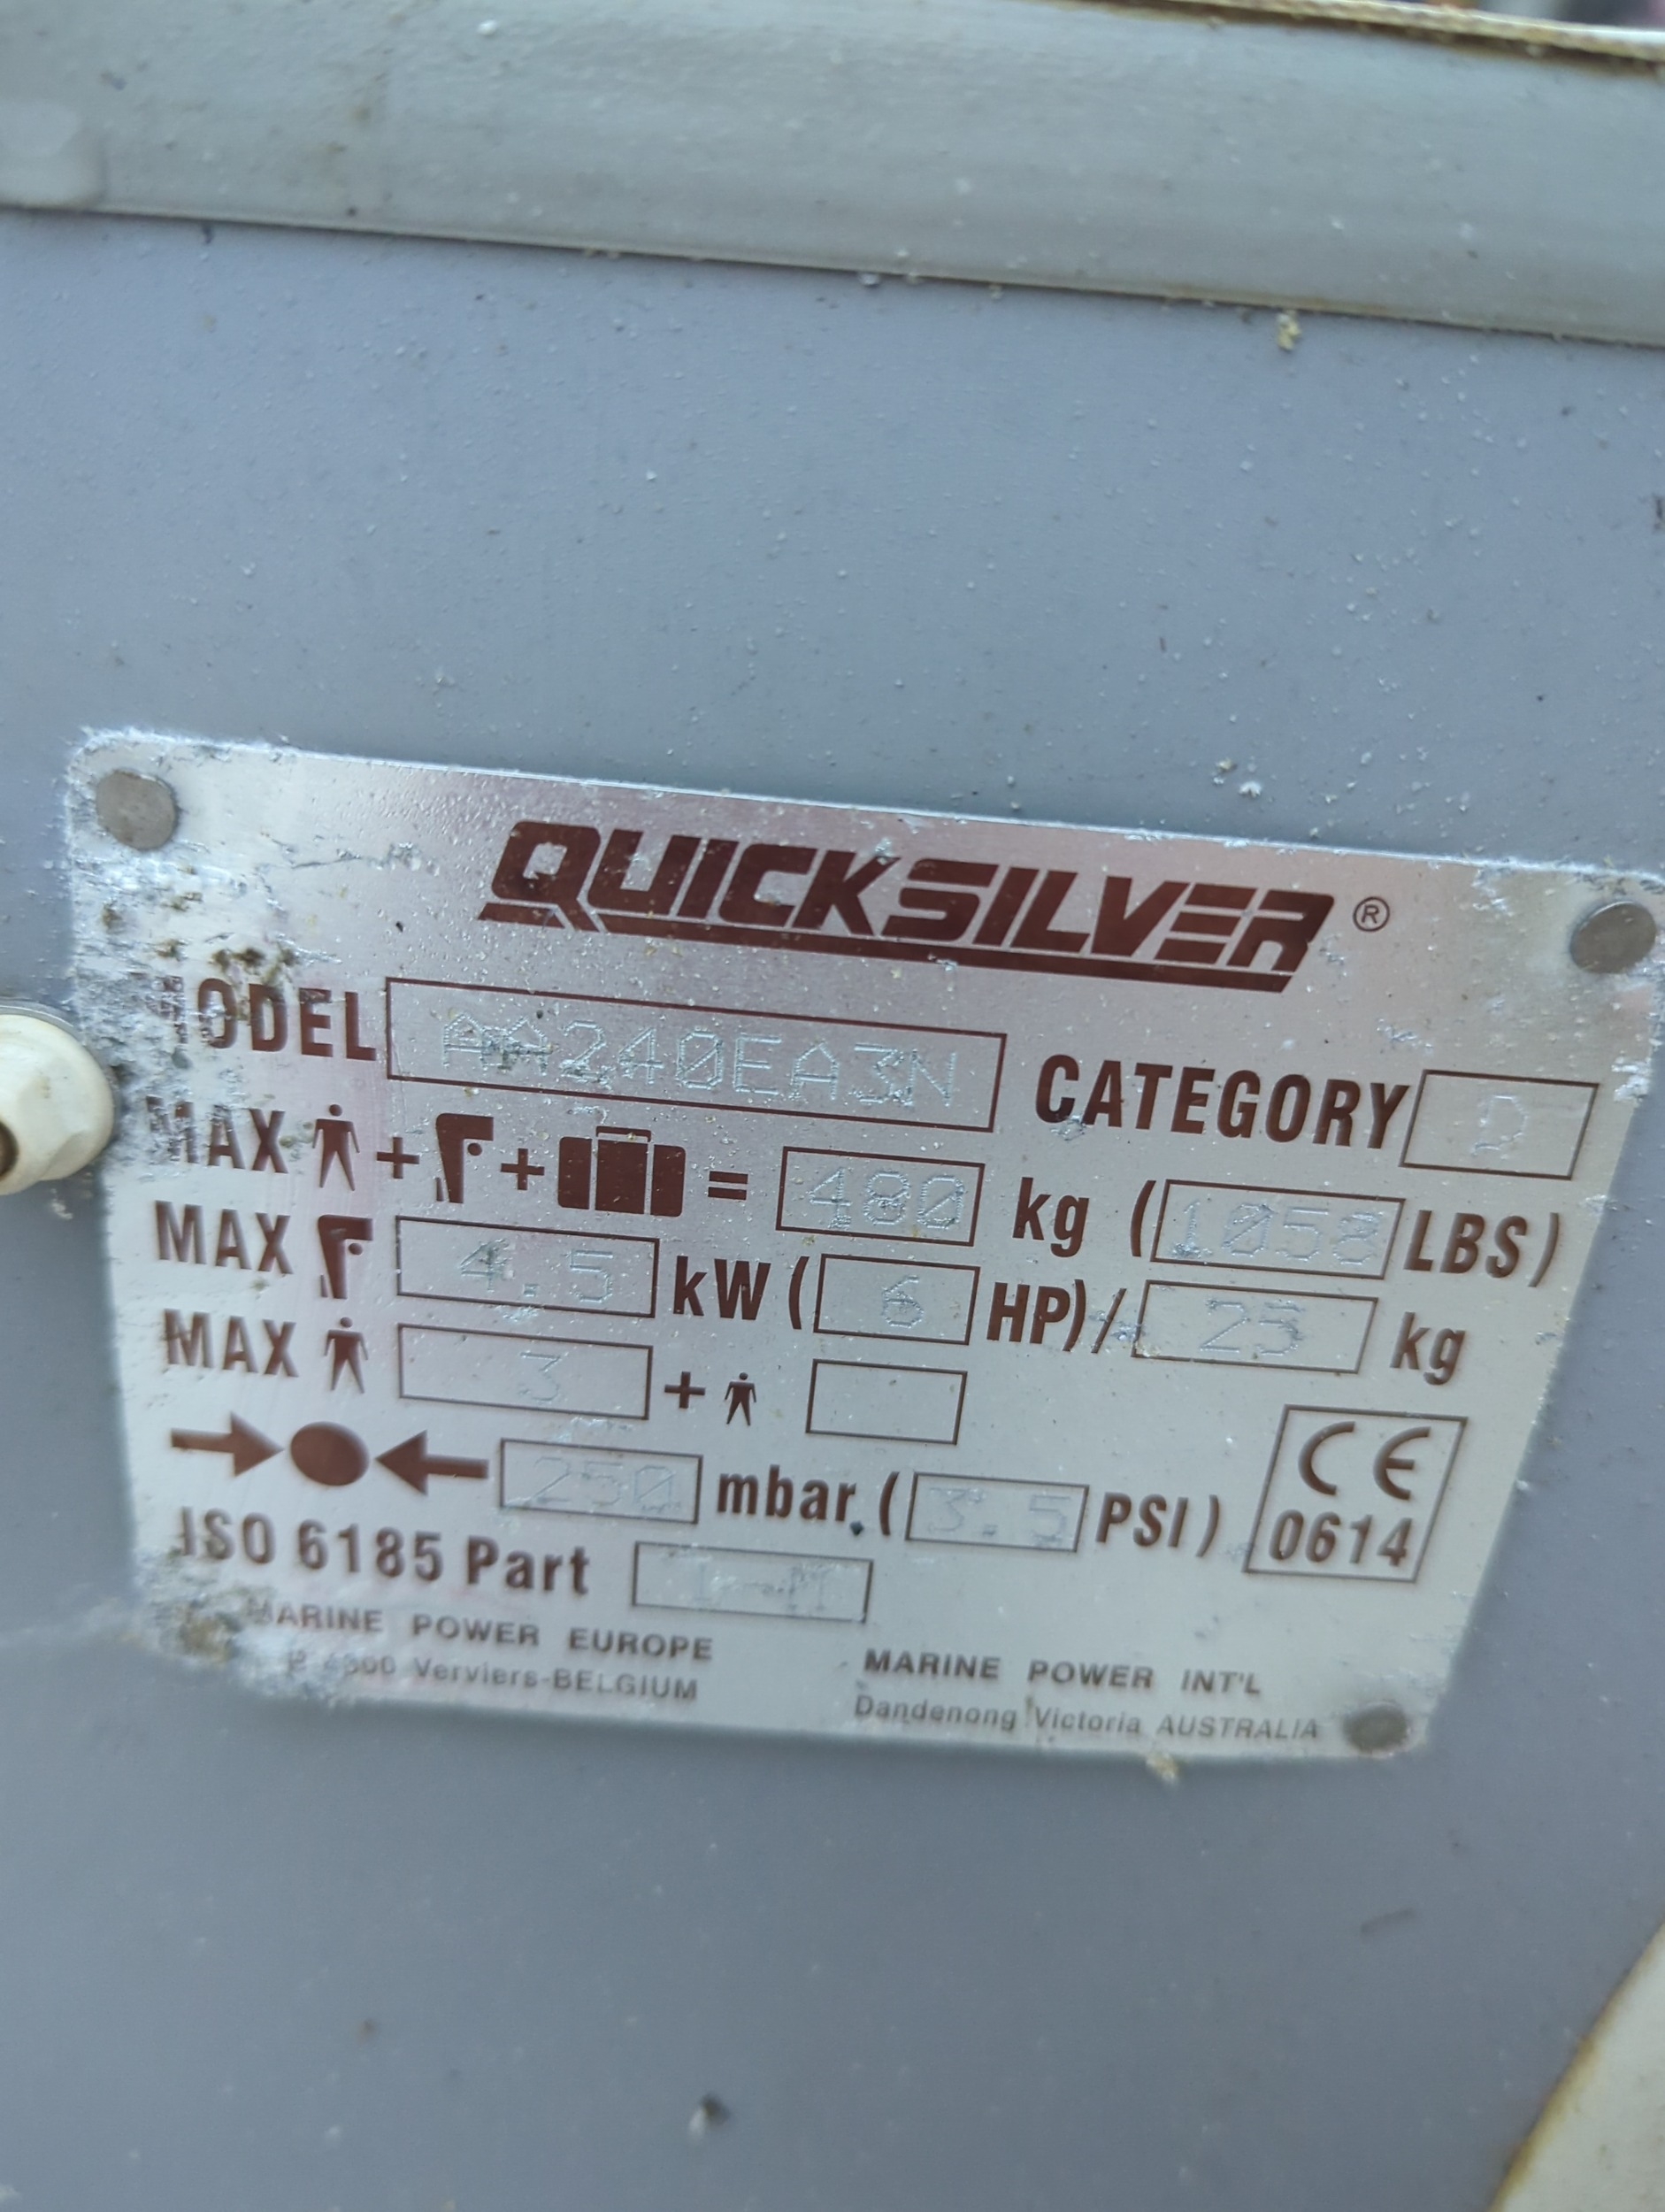 QUICKSILVER ®
MODEL AA240EA3N CATEGORY D
MAX + + = 480 kg (1058 LBS)
MAX 4.5 kW (6 HP)/ 25 kg
MAX 3 +
250 mbar (3.5 PSI) CE
ISO 6185 Part 0614
MARINE POWER EUROPE MARINE POWER INT'L
Verviers-BELGIUM Dandenong Victoria AUSTRALIA